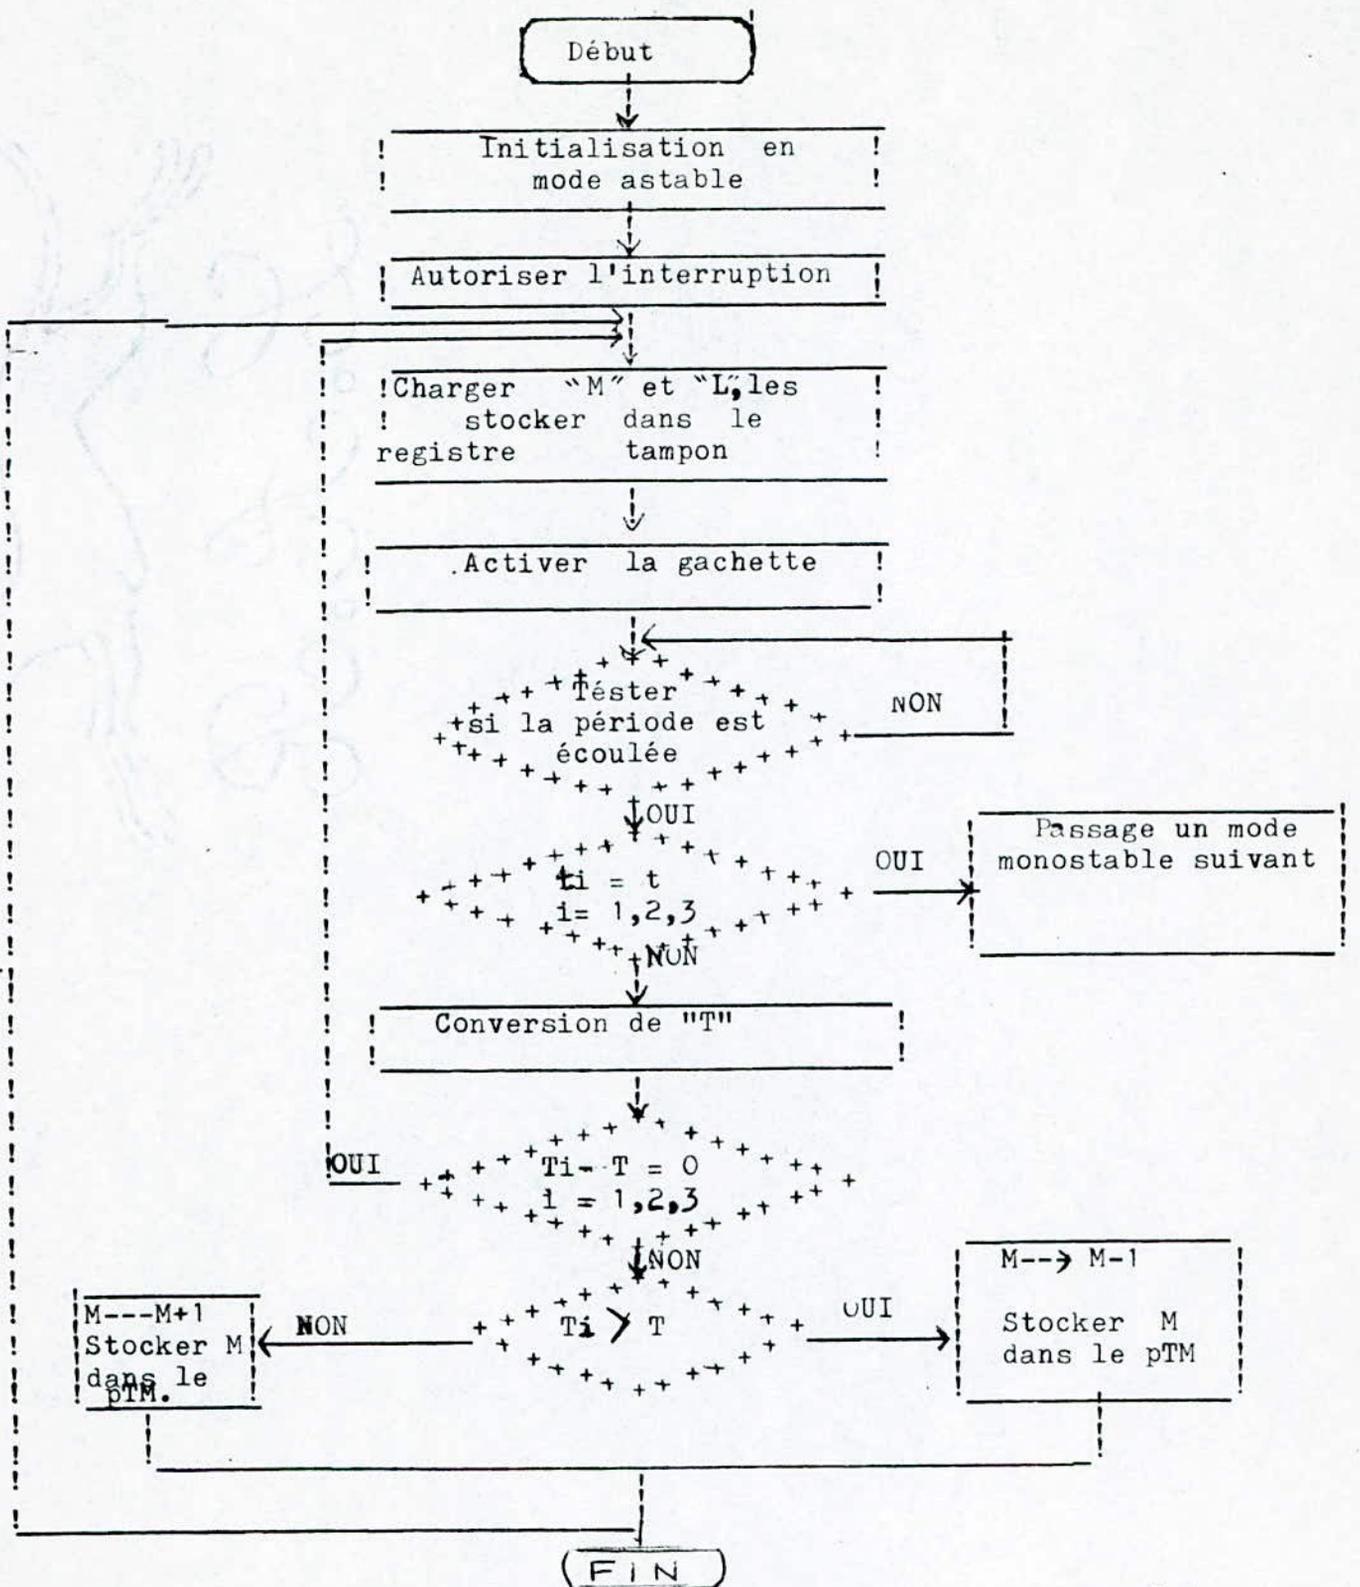 Début
Initialisation en
mode astable
Autoriser l'interruption
Charger "M" et "L", les
stocker dans le
registre tampon
Activer la gachette
Téster
si la période est
écoulée
NON
OUI
ti = t
i= 1,2,3
OUI
Passage un mode
monostable suivant
NON
Conversion de "T"
Ti- T = 0
i = 1,2,3
OUI
NON
Ti > T
NON
OUI
M---M+1
Stocker M
dans le
pTM.
M--> M-1
Stocker M
dans le pTM
FIN